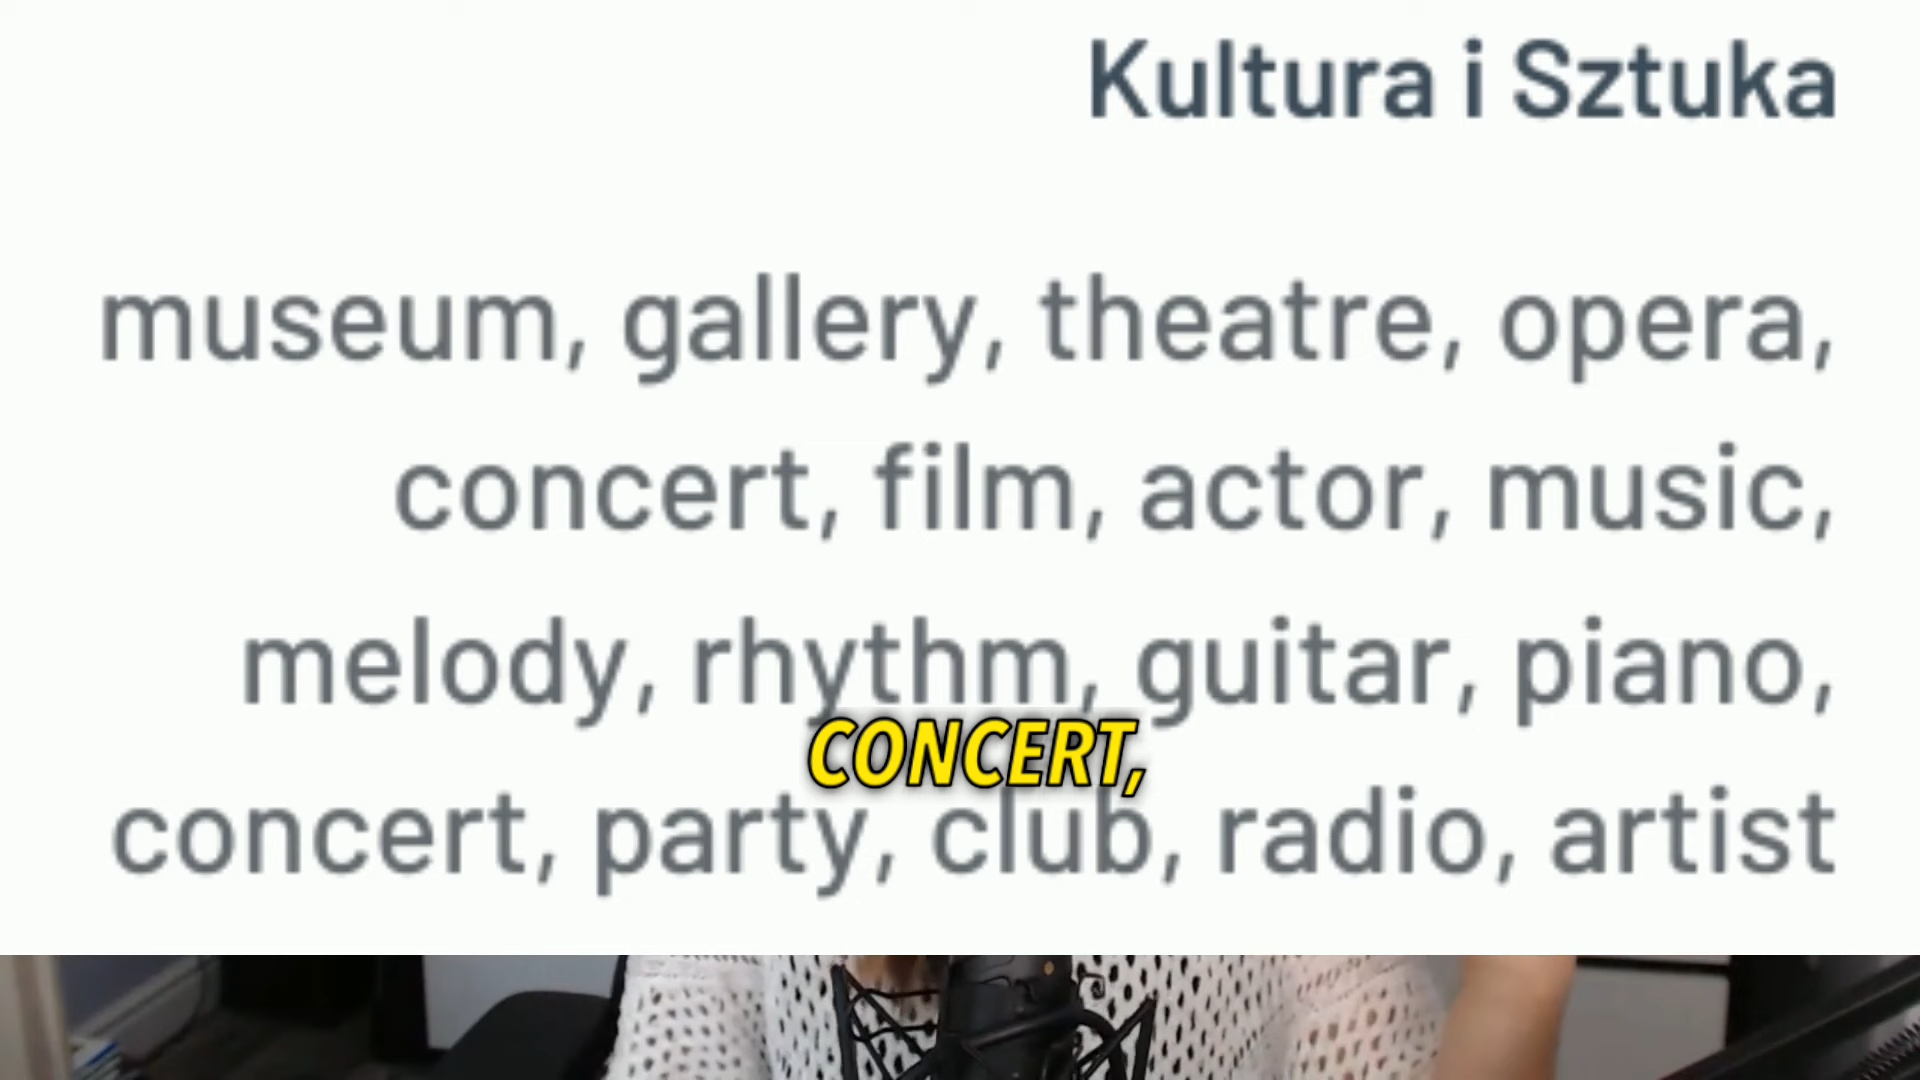 Kultura i Sztuka
museum, gallery, theatre, opera,
concert, film, actor, music,
melody, rhythm, guitar, piano,
CONCERT,
concert, party, club, radio, artist